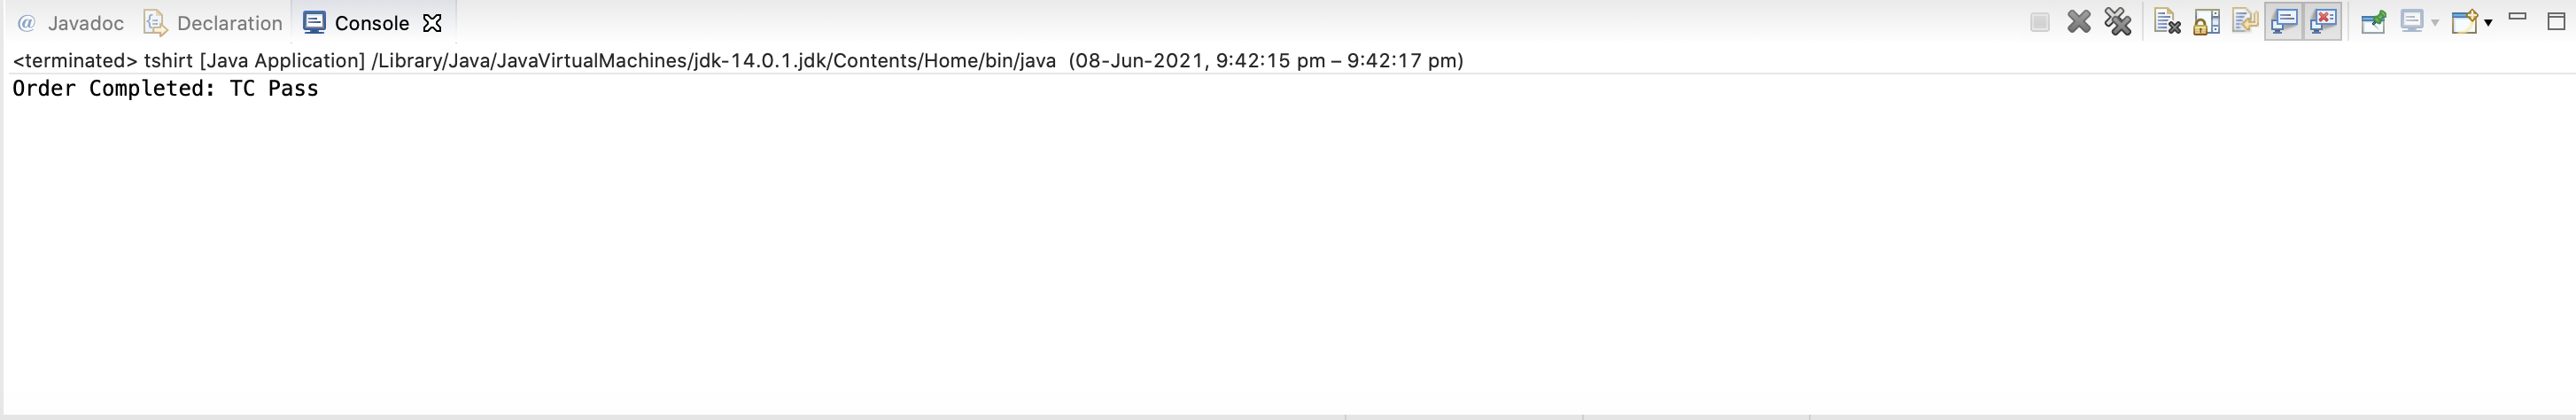 @ Javadoc Declaration Console
<terminated> tshirt [Java Application] /Library/Java/JavaVirtualMachines/jdk-14.0.1.jdk/Contents/Home/bin/java (08-Jun-2021, 9:42:15 pm – 9:42:17 pm)
Order Completed: TC Pass